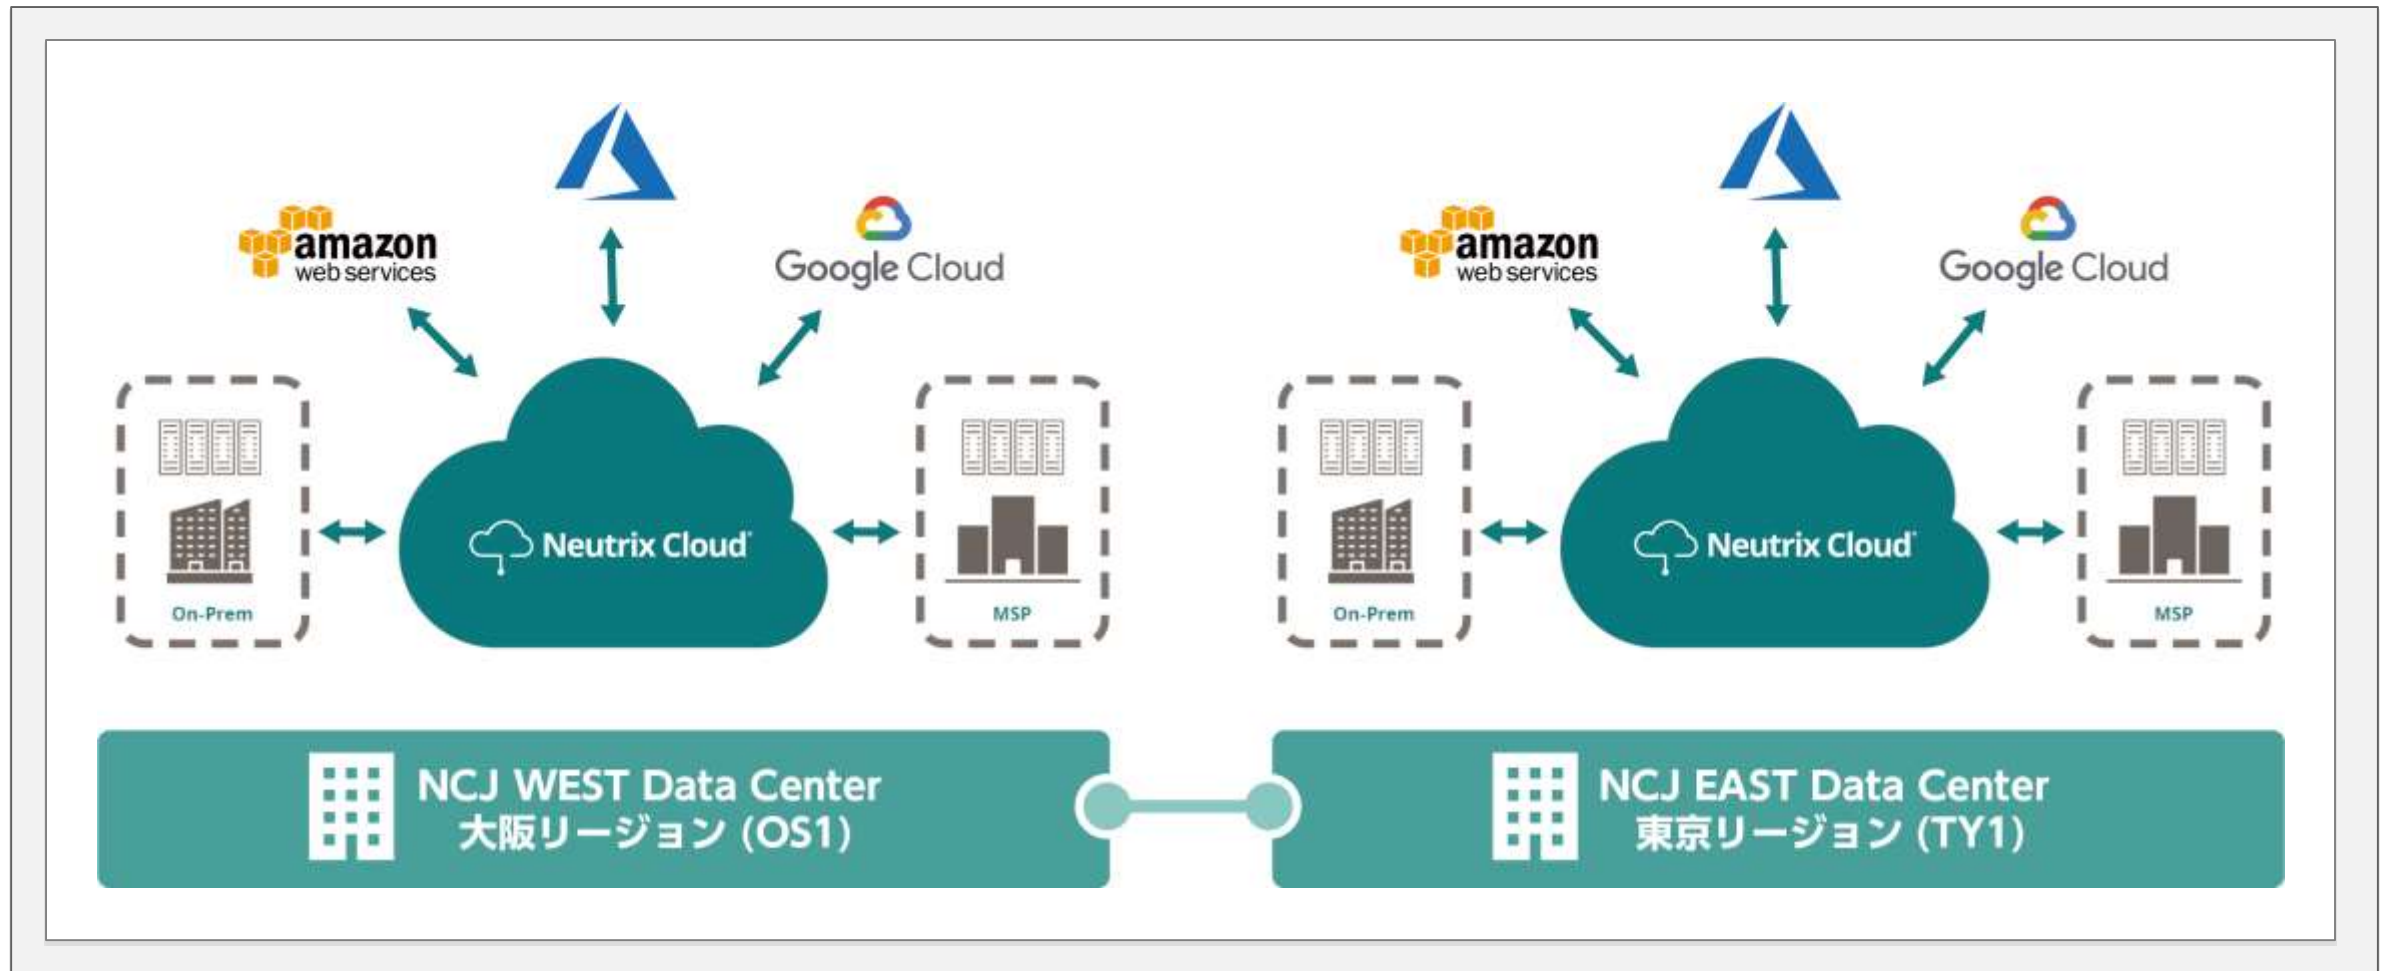 amazon
web services
Google Cloud
On-Prem
Neutrix Cloud
MSP
NCJ WEST Data Center
大阪リージョン (OS1)
amazon
web services
Google Cloud
On-Prem
Neutrix Cloud
MSP
NCJ EAST Data Center
東京リージョン (TY1)